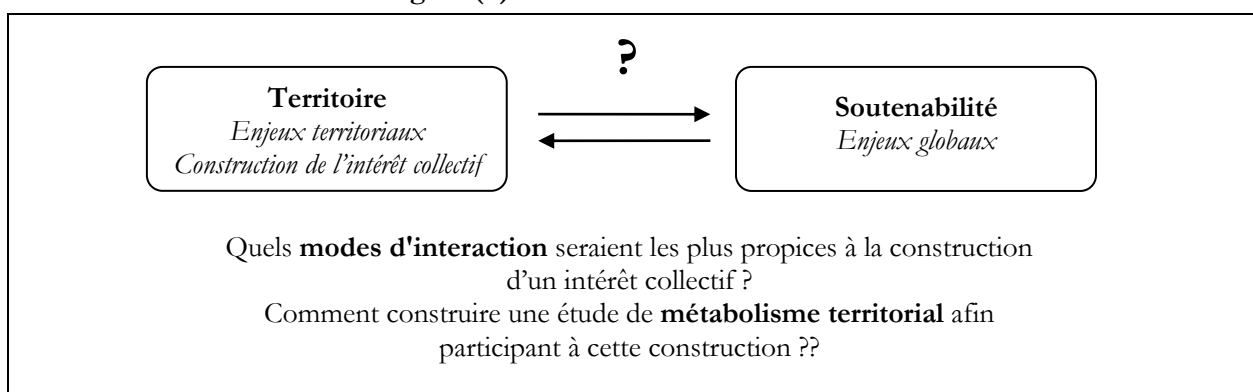 ?
Territoire
Enjeux territoriaux
Construction de l'intérêt collectif
Soutenabilité
Enjeux globaux
Quels modes d'interaction seraient les plus propices à la construction
d'un intérêt collectif ?
Comment construire une étude de métabolisme territorial afin
participant à cette construction ??